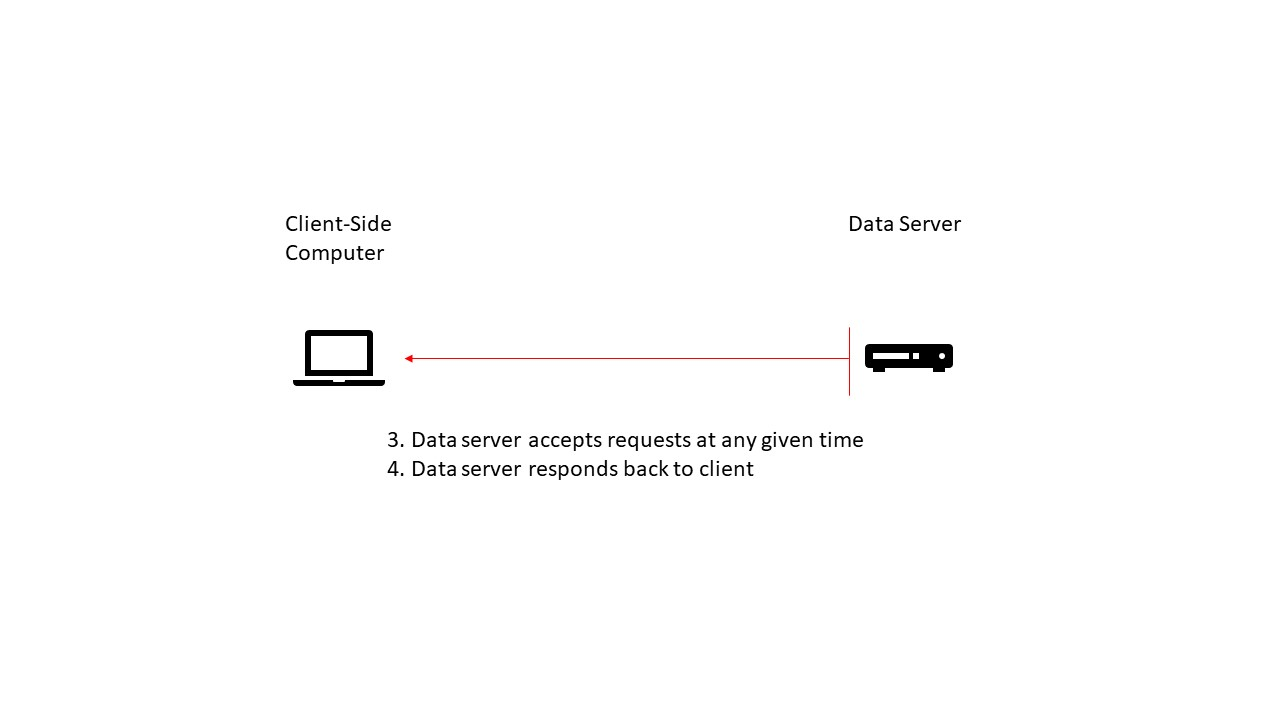 Client-Side
Computer
Data Server
3. Data server accepts requests at any given time
4. Data server responds back to client